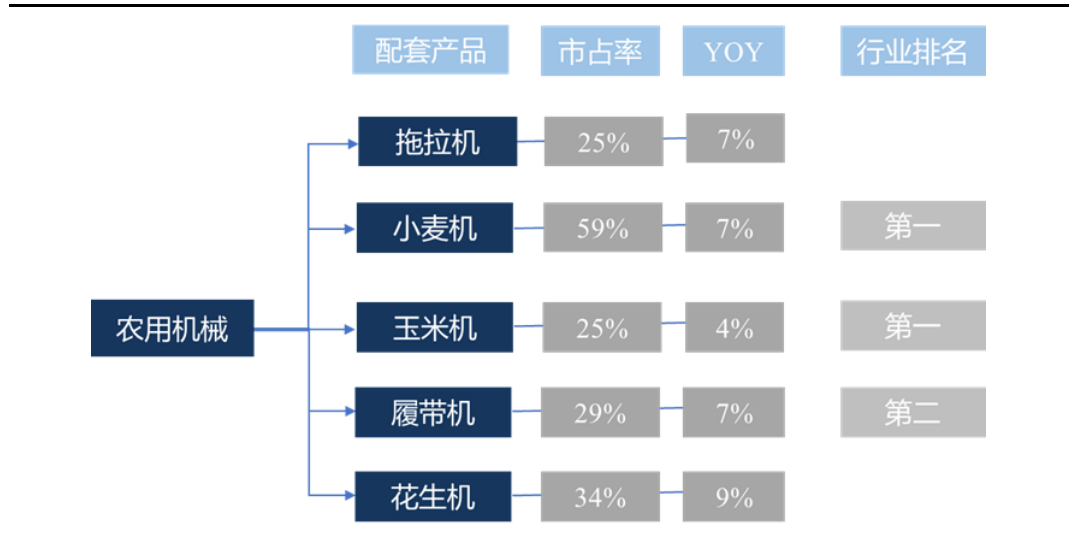 配套产品 市占率 YOY 行业排名
拖拉机 25% 7%
小麦机 59% 7% 第一
农用机械
玉米机 25% 4% 第一
履带机 29% 7% 第二
花生机 34% 9%